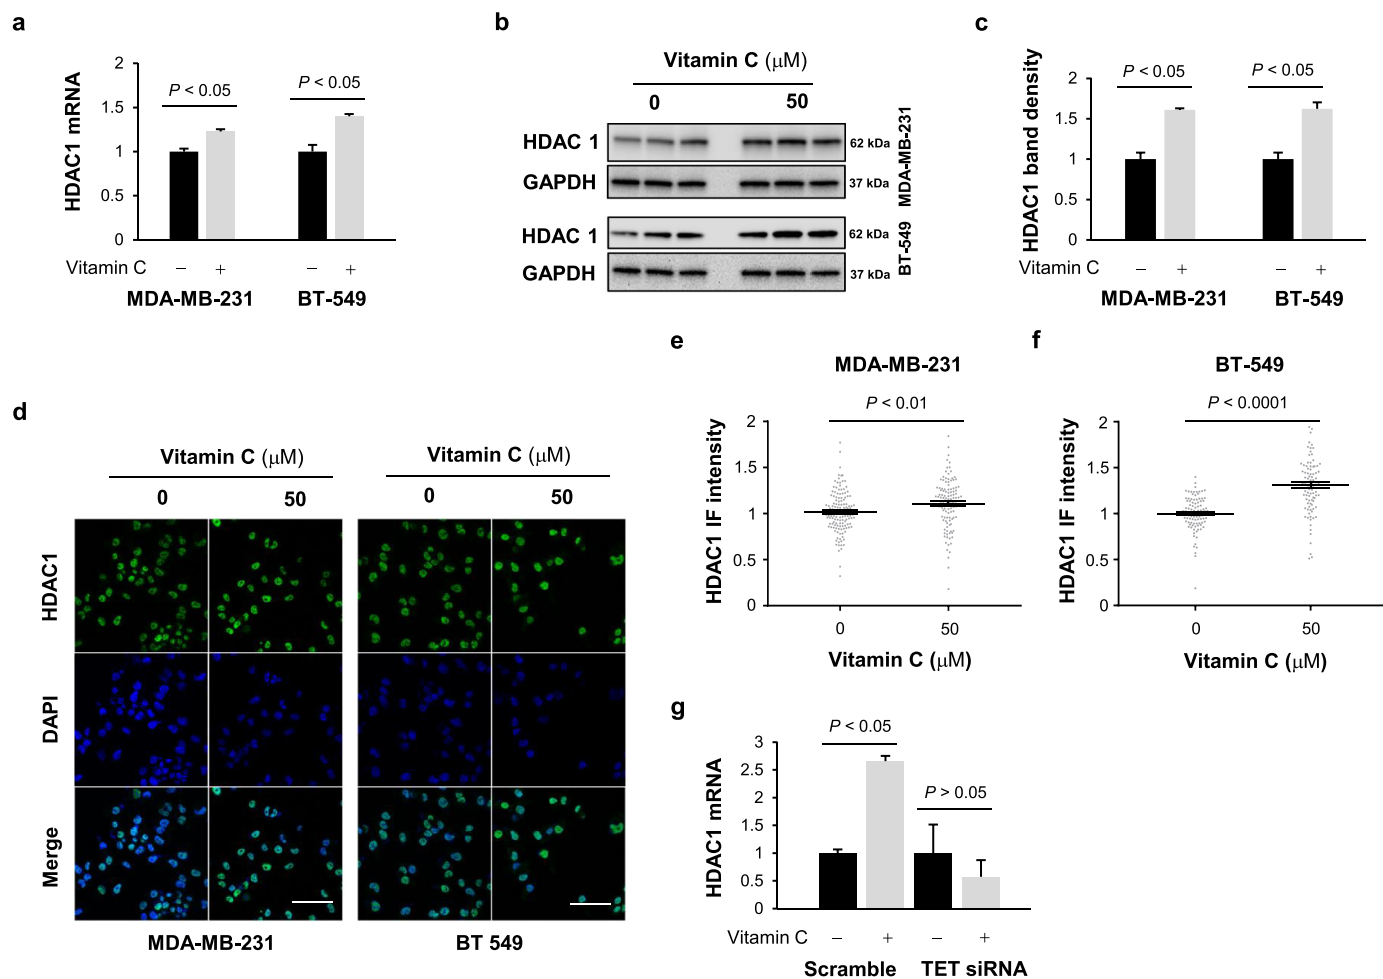 a
HDAC1 mRNA
2
1.5
1
0.5
0
P < 0.05
P < 0.05
Vitamin C – + – +
MDA-MB-231 BT-549
b
Vitamin C (μM)
0 50
HDAC 1 62 kDa
GAPDH 37 kDa
MDA-MB-231
HDAC 1 62 kDa
GAPDH 37 kDa
BT-549
c
HDAC1 band density
2
1.5
1
0.5
0
P < 0.05
P < 0.05
Vitamin C – + – +
MDA-MB-231 BT-549
d
Vitamin C (μM) Vitamin C (μM)
0 50 0 50
HDAC1
DAPI
Merge
MDA-MB-231 BT 549
e
MDA-MB-231
P < 0.01
HDAC1 IF intensity
2
1.5
1
0.5
0
0 50
Vitamin C (μM)
f
BT-549
P < 0.0001
HDAC1 IF intensity
2
1.5
1
0.5
0
0 50
Vitamin C (μM)
g
P < 0.05
P > 0.05
HDAC1 mRNA
3
2.5
2
1.5
1
0.5
0
Vitamin C – + – +
Scramble TET siRNA